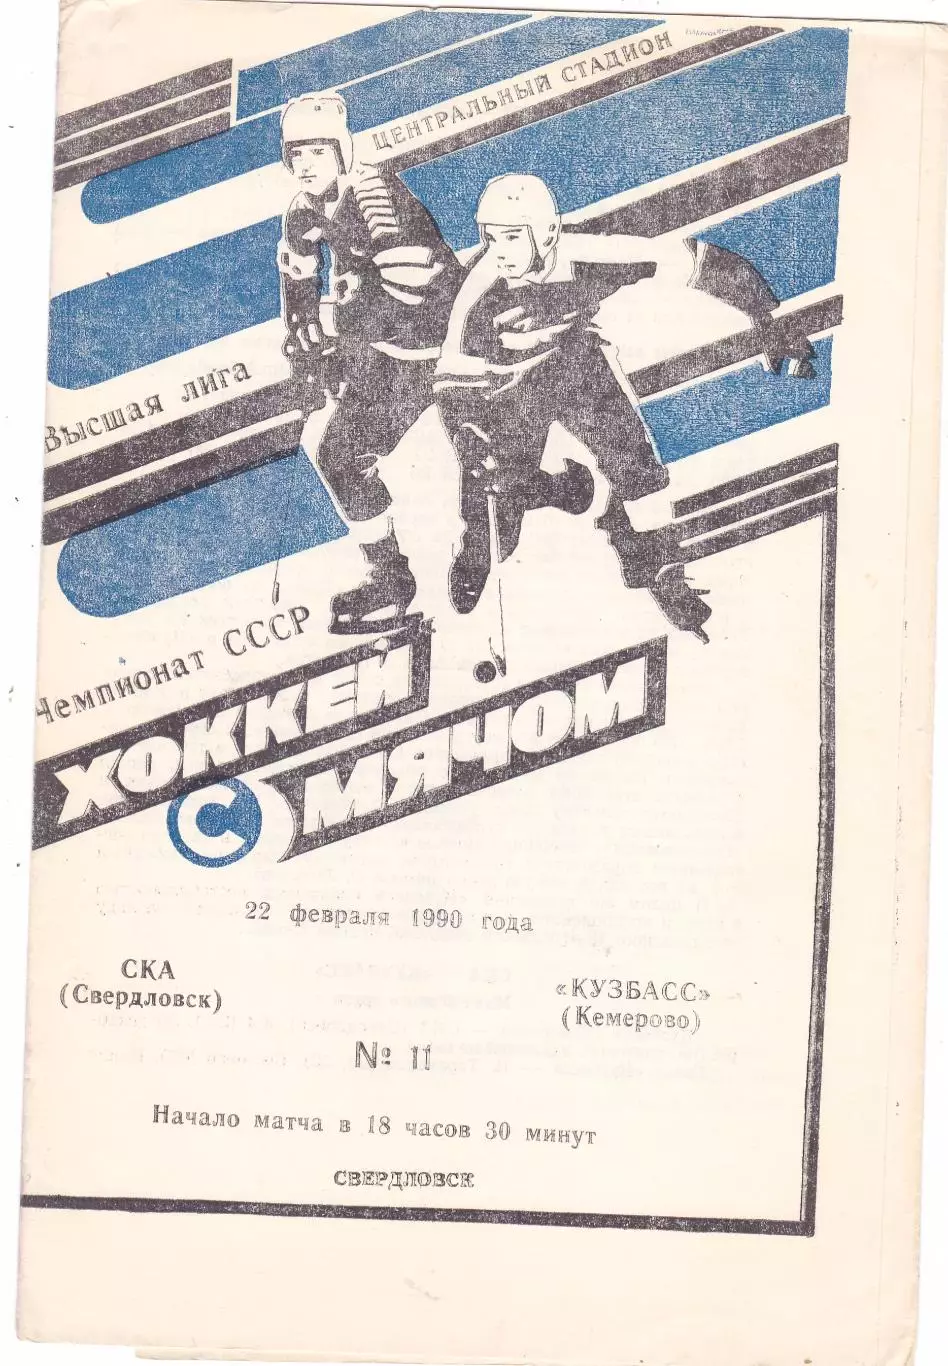 ЦЕНТРАЛЬНЫЙ СТАДИОН
Высшая лига
Чемпионат СССР
ХОККЕЙ
С МЯЧОМ
22 февраля 1990 года
СКА
(Свердловск)
«КУЗБАСС»
(Кемерово)
№ 11
Начало матча в 18 часов 30 минут
СВЕРДЛОВСК